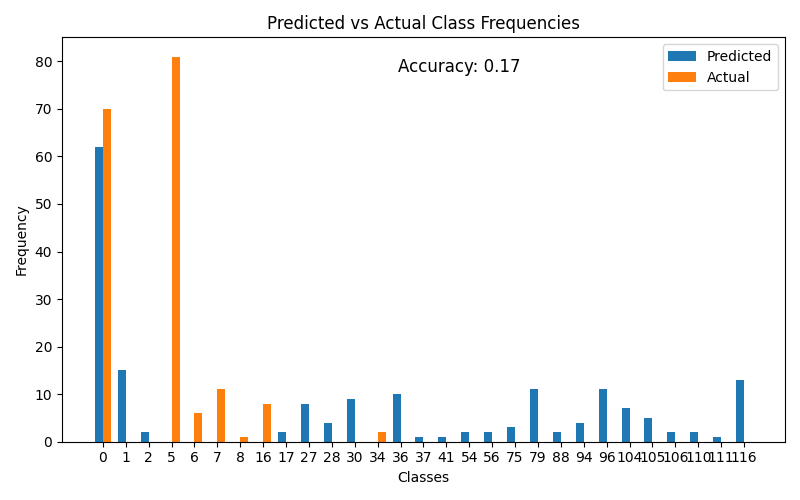 Predicted vs Actual Class Frequencies
Accuracy: 0.17
Predicted
Actual
Frequency
80
70
60
50
40
30
20
10
0
0 1 2 5 6 7 8 16 17 27 28 30 34 36 37 41 54 56 75 79 88 94 96 104 105 106 110 111 116
Classes